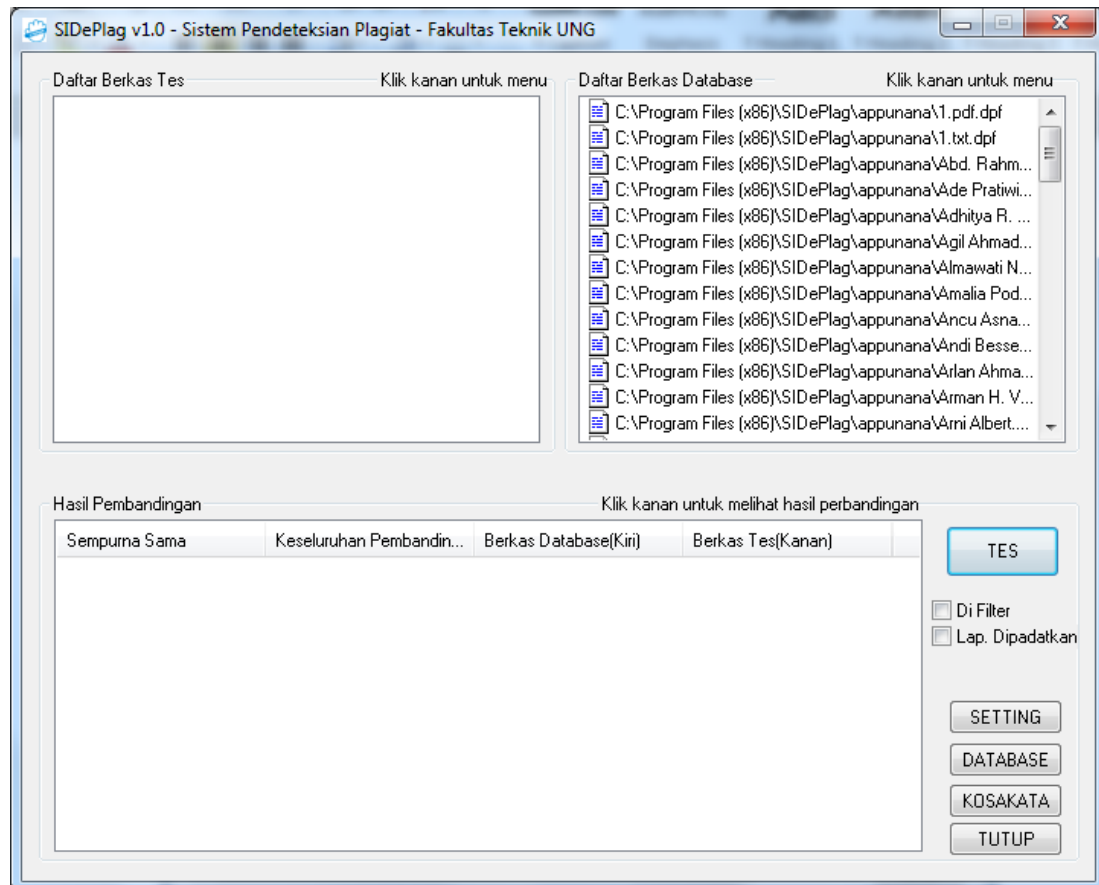 SIDePlag v1.0 - Sistem Pendeteksian Plagiat - Fakultas Teknik UNG
Daftar Berkas Tes Klik kanan untuk menu
Daftar Berkas Database Klik kanan untuk menu
C:\Program Files (x86)\SIDePlag\appunana\1.pdf.dpf
C:\Program Files (x86)\SIDePlag\appunana\1.txt.dpf
C:\Program Files (x86)\SIDePlag\appunana\Abd. Rahm...
C:\Program Files (x86)\SIDePlag\appunana\Ade Pratiwi...
C:\Program Files (x86)\SIDePlag\appunana\Adhitya R. ...
C:\Program Files (x86)\SIDePlag\appunana\Agil Ahmad...
C:\Program Files (x86)\SIDePlag\appunana\Almawati N...
C:\Program Files (x86)\SIDePlag\appunana\Amalia Pod...
C:\Program Files (x86)\SIDePlag\appunana\Ancu Asna...
C:\Program Files (x86)\SIDePlag\appunana\Andi Besse...
C:\Program Files (x86)\SIDePlag\appunana\Arlan Ahma...
C:\Program Files (x86)\SIDePlag\appunana\Arman H. V...
C:\Program Files (x86)\SIDePlag\appunana\Arni Albert....
Hasil Pembandingan Klik kanan untuk melihat hasil perbandingan
Sempurna Sama Keseluruhan Pembandin... Berkas Database(Kiri) Berkas Tes(Kanan)
TES
Di Filter
Lap. Dipadatkan
SETTING
DATABASE
KOSAKATA
TUTUP